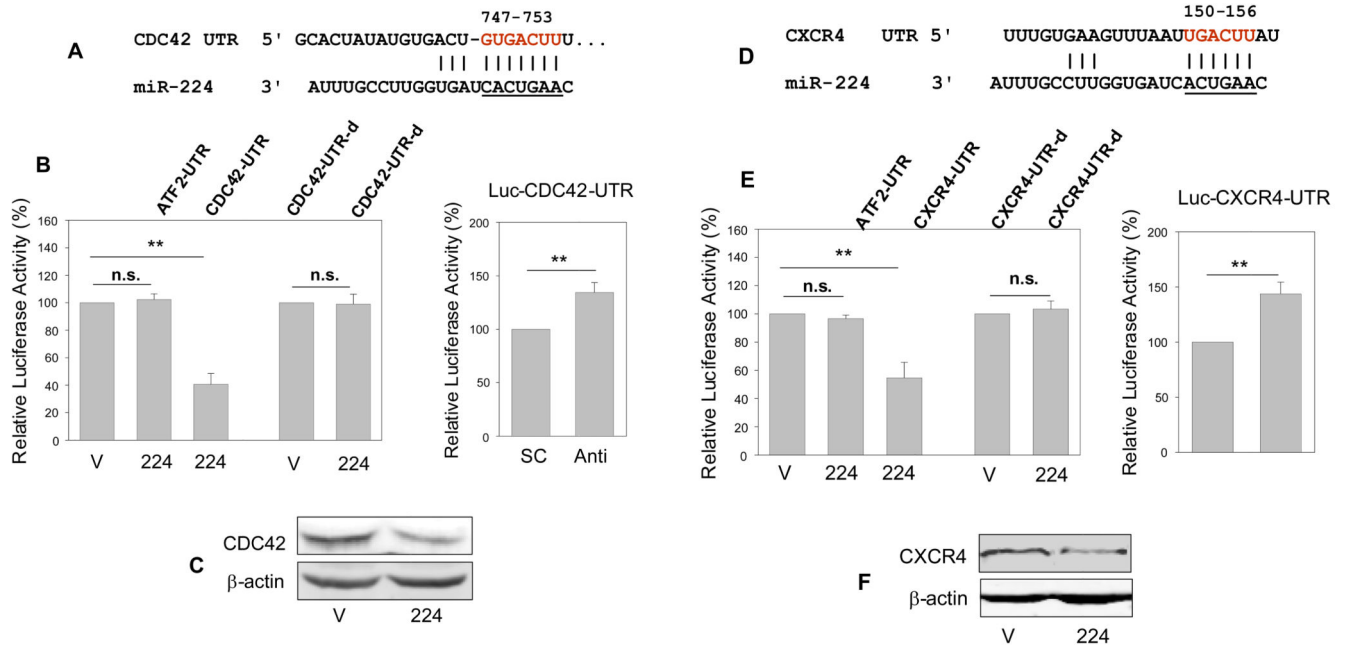 A
747-753
CDC42 UTR 5' GCACUAUAUGUGACU-GUGACUUU...
miR-224 3' AUUUGCCUUGGUGAUCACUGAAC
B
ATF2-UTR
CDC42-UTR
CDC42-UTR-d
CDC42-UTR-d
Relative Luciferase Activity (%)
160
140
120
100
80
60
40
20
0
**
n.s.
n.s.
V 224 224 V 224
Luc-CDC42-UTR
Relative Luciferase Activity (%)
200
150
100
50
0
**
SC Anti
C
CDC42
β-actin
V 224
D
150-156
CXCR4 UTR 5' UUUGUGAAGUUUAAUUGACUUAU
miR-224 3' AUUUGCCUUGGUGAUCACUGAAC
E
ATF2-UTR
CXCR4-UTR
CXCR4-UTR-d
CXCR4-UTR-d
Relative Luciferase Activity (%)
160
140
120
100
80
60
40
20
0
**
n.s.
n.s.
V 224 224 V 224
Luc-CXCR4-UTR
Relative Luciferase Activity (%)
200
150
100
50
0
**
F
CXCR4
β-actin
V 224